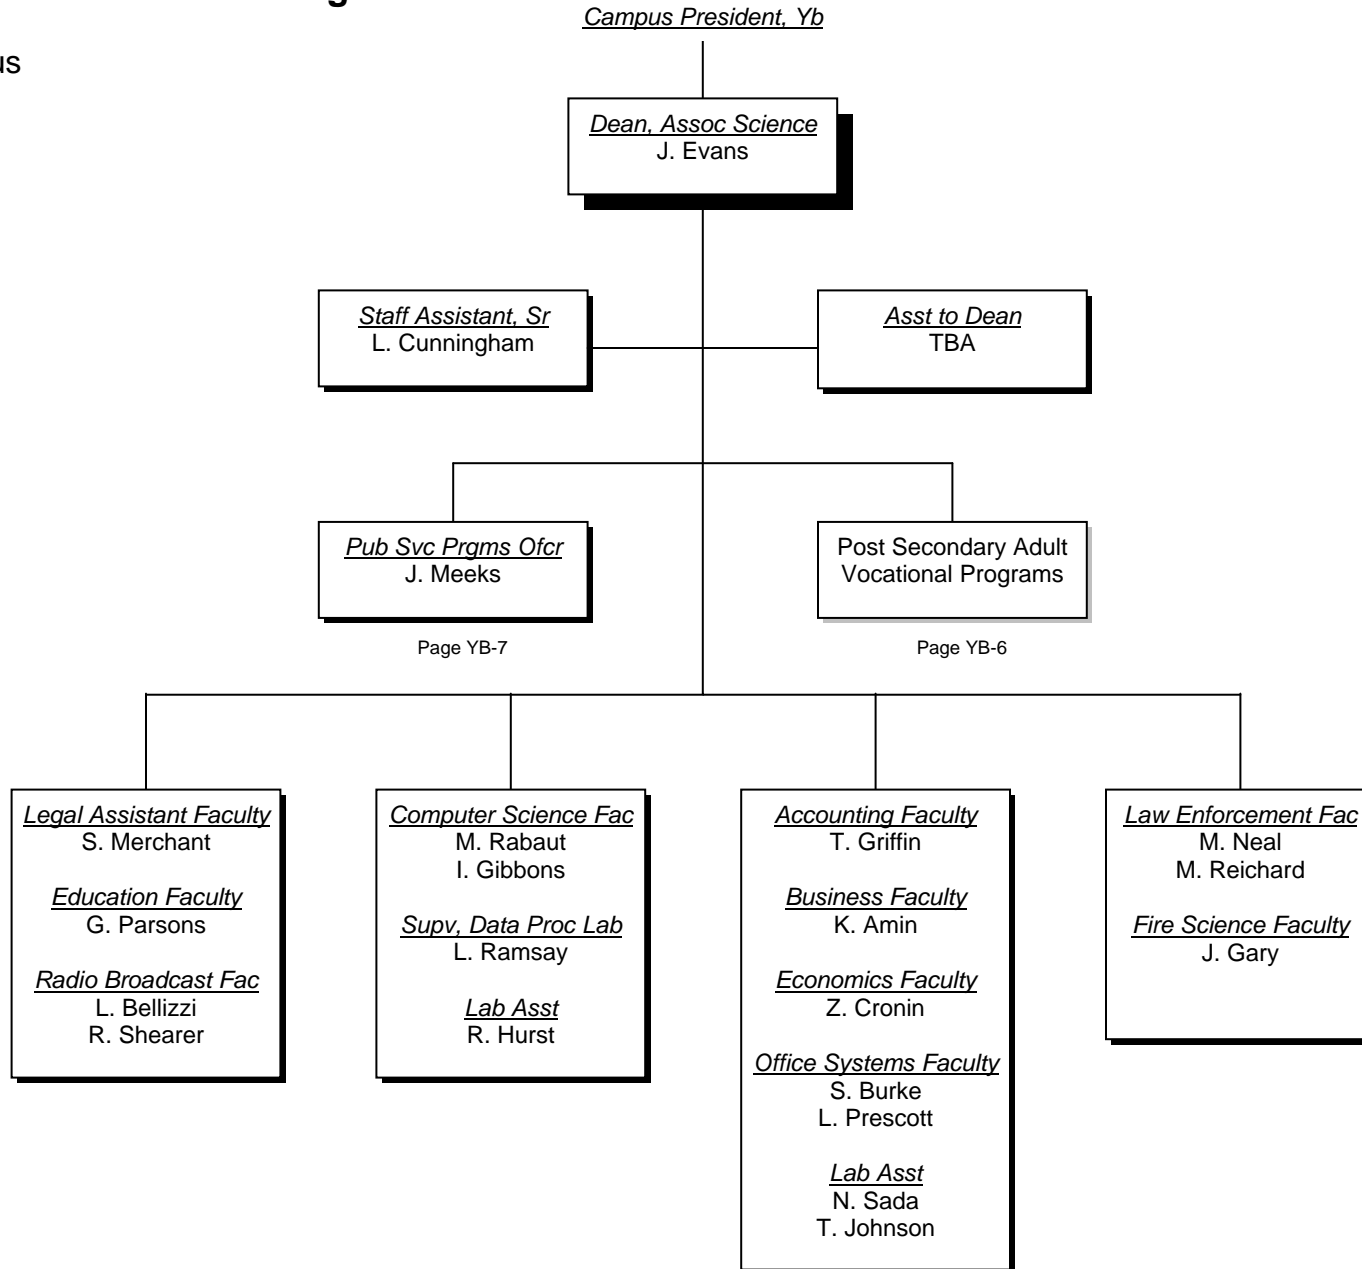 g
Campus President, Yb
us
Dean, Assoc Science
J. Evans
Staff Assistant, Sr
L. Cunningham
Asst to Dean
TBA
Pub Svc Prgms Ofcr
J. Meeks
Post Secondary Adult
Vocational Programs
Page YB-7
Page YB-6
Legal Assistant Faculty
S. Merchant
Education Faculty
G. Parsons
Radio Broadcast Fac
L. Bellizzi
R. Shearer
Computer Science Fac
M. Rabaut
I. Gibbons
Supv, Data Proc Lab
L. Ramsay
Lab Asst
R. Hurst
Accounting Faculty
T. Griffin
Business Faculty
K. Amin
Economics Faculty
Z. Cronin
Office Systems Faculty
S. Burke
L. Prescott
Lab Asst
N. Sada
T. Johnson
Law Enforcement Fac
M. Neal
M. Reichard
Fire Science Faculty
J. Gary